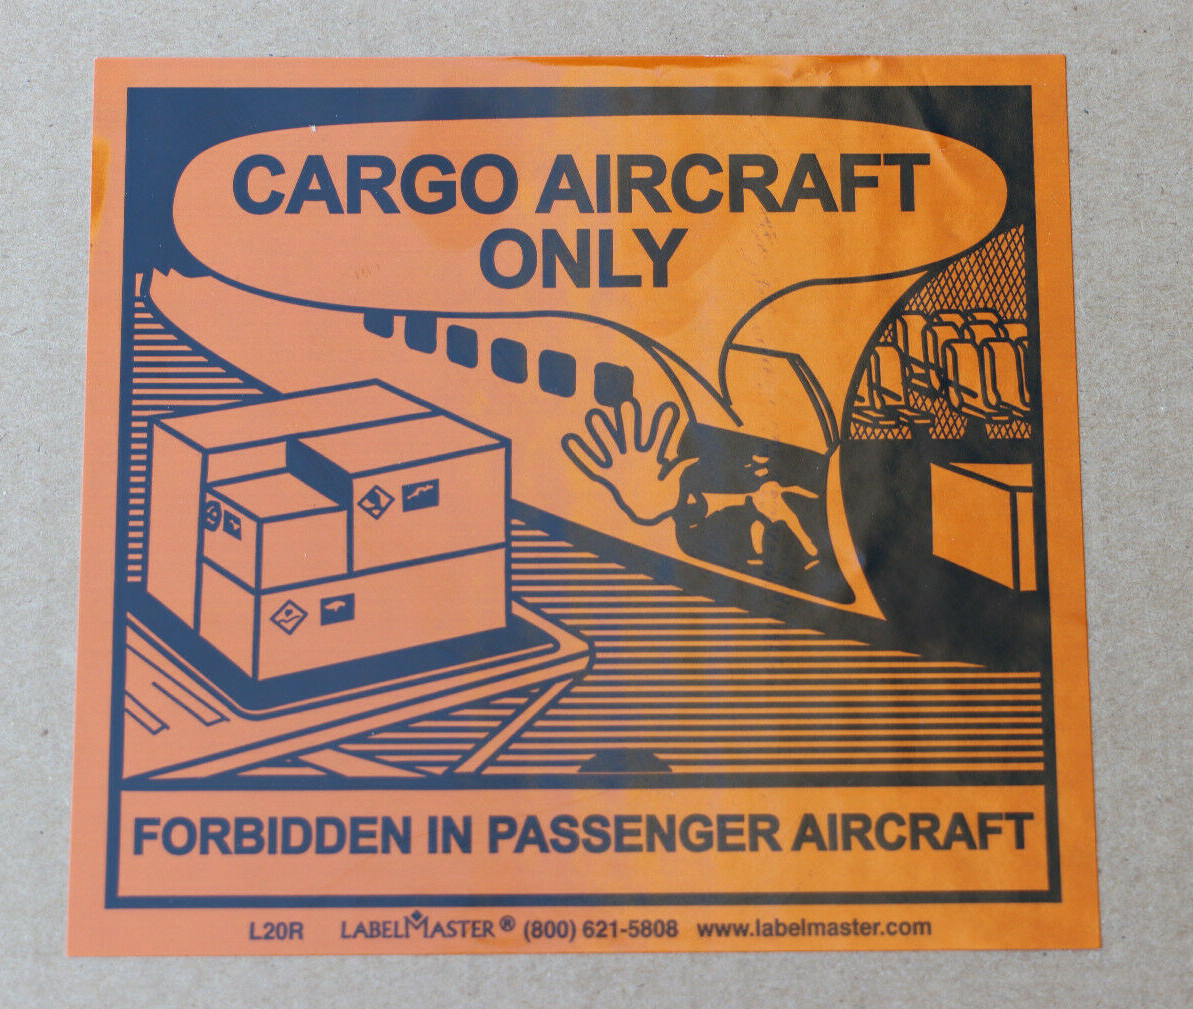 CARGO AIRCRAFT
ONLY
FORBIDDEN IN PASSENGER AIRCRAFT
L20R LABELMASTER® (800) 621-5808 www.labelmaster.com